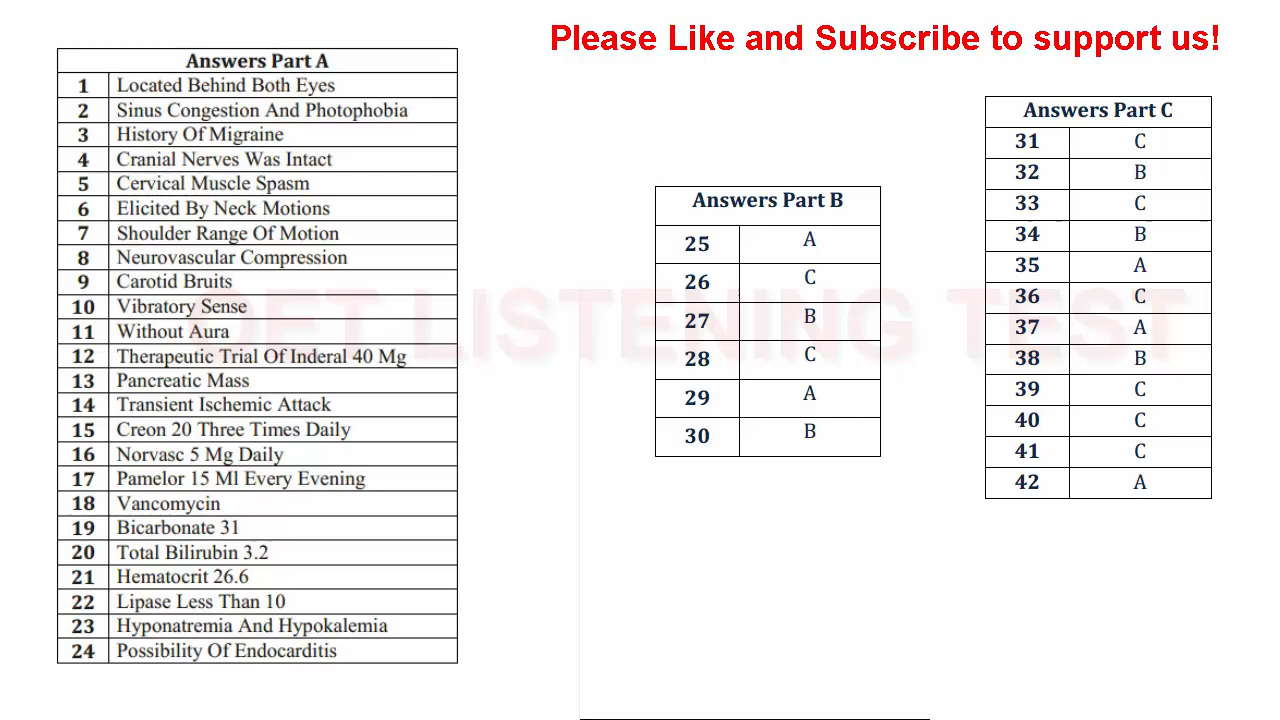 Please Like and Subscribe to support us!
Answers Part A
1 Located Behind Both Eyes
2 Sinus Congestion And Photophobia
3 History Of Migraine
4 Cranial Nerves Was Intact
5 Cervical Muscle Spasm
6 Elicited By Neck Motions
7 Shoulder Range Of Motion
8 Neurovascular Compression
9 Carotid Bruits
10 Vibratory Sense
11 Without Aura
12 Therapeutic Trial Of Inderal 40 Mg
13 Pancreatic Mass
14 Transient Ischemic Attack
15 Creon 20 Three Times Daily
16 Norvasc 5 Mg Daily
17 Pamelor 15 Ml Every Evening
18 Vancomycin
19 Bicarbonate 31
20 Total Bilirubin 3.2
21 Hematocrit 26.6
22 Lipase Less Than 10
23 Hyponatremia And Hypokalemia
24 Possibility Of Endocarditis
Answers Part B
25 A
26 C
27 B
28 C
29 A
30 B
Answers Part C
31 C
32 B
33 C
34 B
35 A
36 C
37 A
38 B
39 C
40 C
41 C
42 A
OET LISTENING TEST